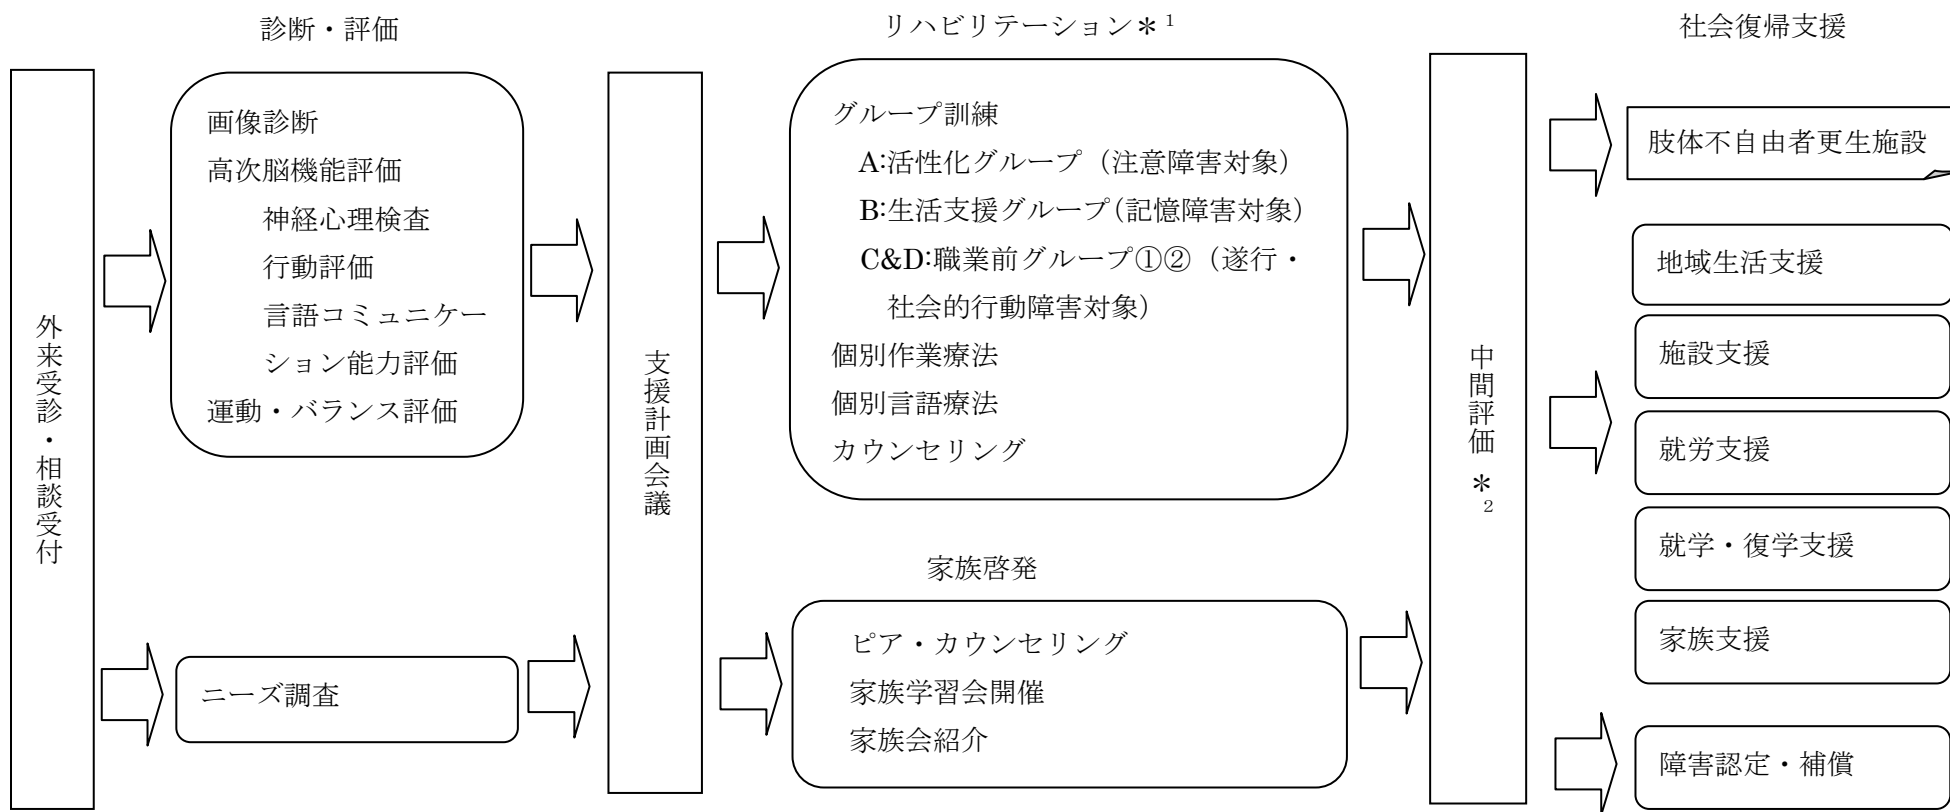 診断・評価
リハビリテーション＊1
社会復帰支援
外来受診・相談受付
画像診断
高次脳機能評価
神経心理検査
行動評価
言語コミュニケー
ション能力評価
運動・バランス評価
ニーズ調査
支援計画会議
グループ訓練
A:活性化グループ（注意障害対象）
B:生活支援グループ（記憶障害対象）
C&D:職業前グループ①②（遂行・
社会的行動障害対象）
個別作業療法
個別言語療法
カウンセリング
家族啓発
ピア・カウンセリング
家族学習会開催
家族会紹介
中間評価＊2
肢体不自由者更生施設
地域生活支援
施設支援
就労支援
就学・復学支援
家族支援
障害認定・補償